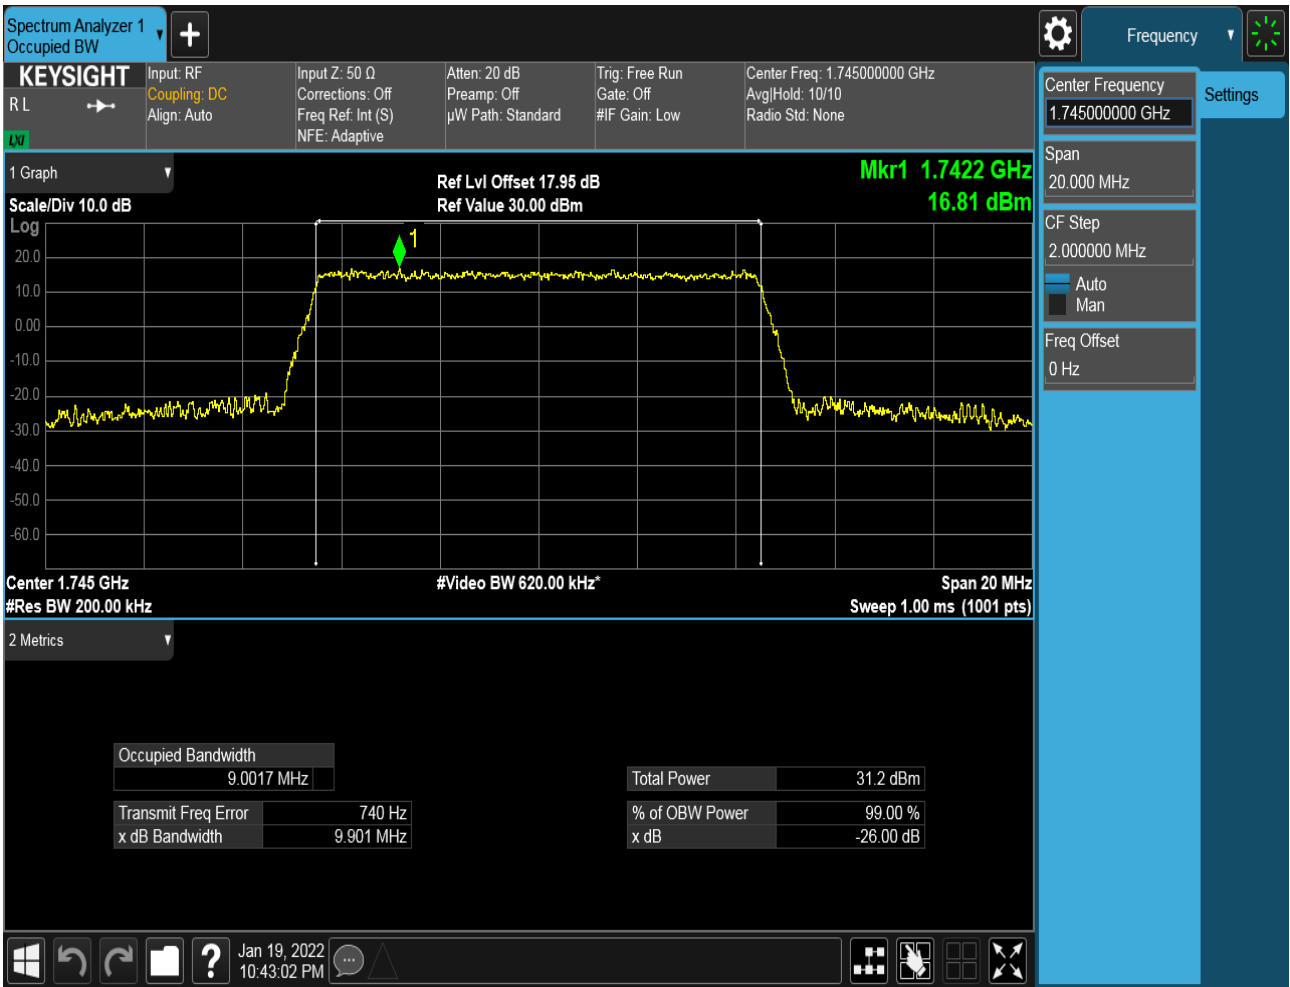 Spectrum Analyzer 1
Occupied BW
Frequency
KEYSIGHT
R L
LXI
Input: RF
Coupling: DC
Align: Auto
Input Z: 50 Ω
Corrections: Off
Freq Ref: Int (S)
NFE: Adaptive
Atten: 20 dB
Preamp: Off
µW Path: Standard
Trig: Free Run
Gate: Off
#IF Gain: Low
Center Freq: 1.745000000 GHz
Avg|Hold: 10/10
Radio Std: None
Center Frequency
1.745000000 GHz
Settings
Span
20.000 MHz
CF Step
2.000000 MHz
Auto
Man
Freq Offset
0 Hz
1 Graph
Scale/Div 10.0 dB
Ref Lvl Offset 17.95 dB
Ref Value 30.00 dBm
Mkr1 1.7422 GHz
16.81 dBm
Log
1
20.0
10.0
0.00
-10.0
-20.0
-30.0
-40.0
-50.0
-60.0
Center 1.745 GHz
#Video BW 620.00 kHz*
Span 20 MHz
#Res BW 200.00 kHz
Sweep 1.00 ms (1001 pts)
2 Metrics
Occupied Bandwidth
9.0017 MHz
Total Power 31.2 dBm
Transmit Freq Error 740 Hz
% of OBW Power 99.00 %
x dB Bandwidth 9.901 MHz
x dB -26.00 dB
?
Jan 19, 2022
10:43:02 PM